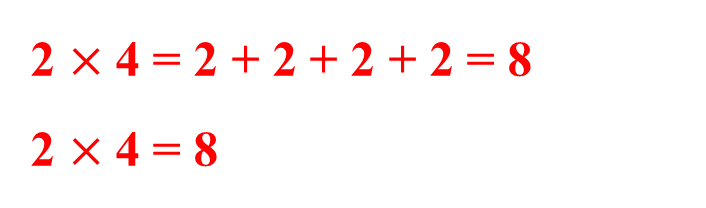 2 × 4 = 2 + 2 + 2 + 2 = 8
2 × 4 = 8